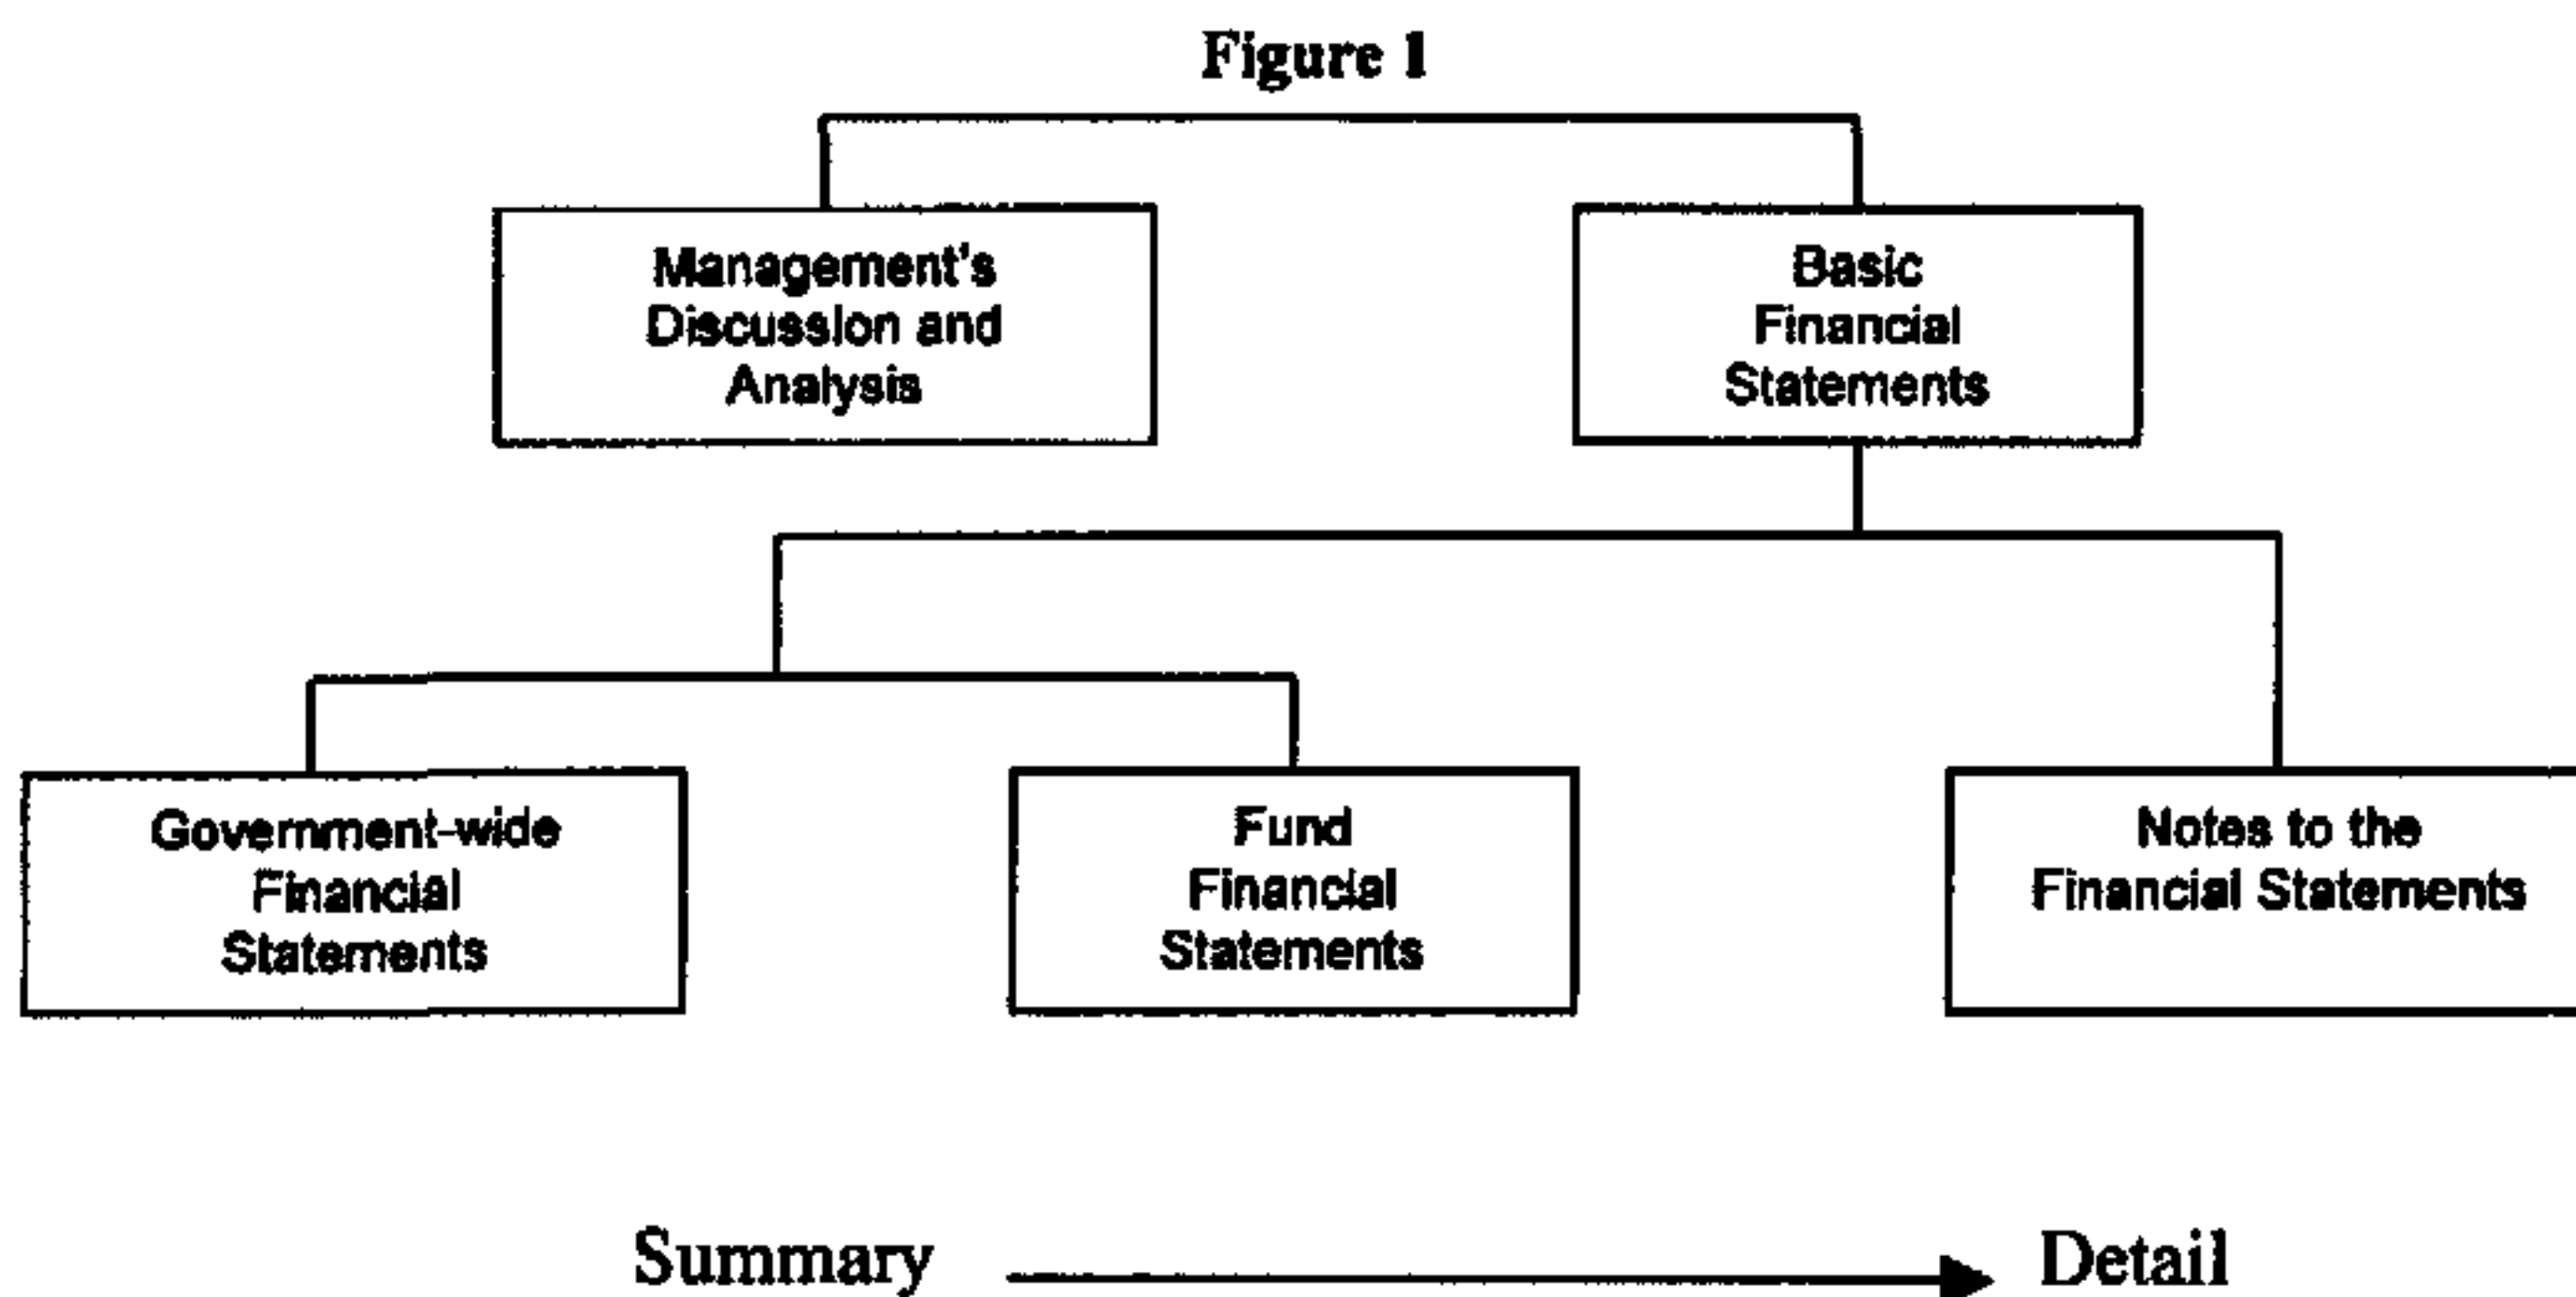 Figure 1
Management's
Discussion and
Analysis
Basic
Financial
Statements
Government-wide
Financial
Statements
Fund
Financial
Statements
Notes to the
Financial Statements
Summary
Detail